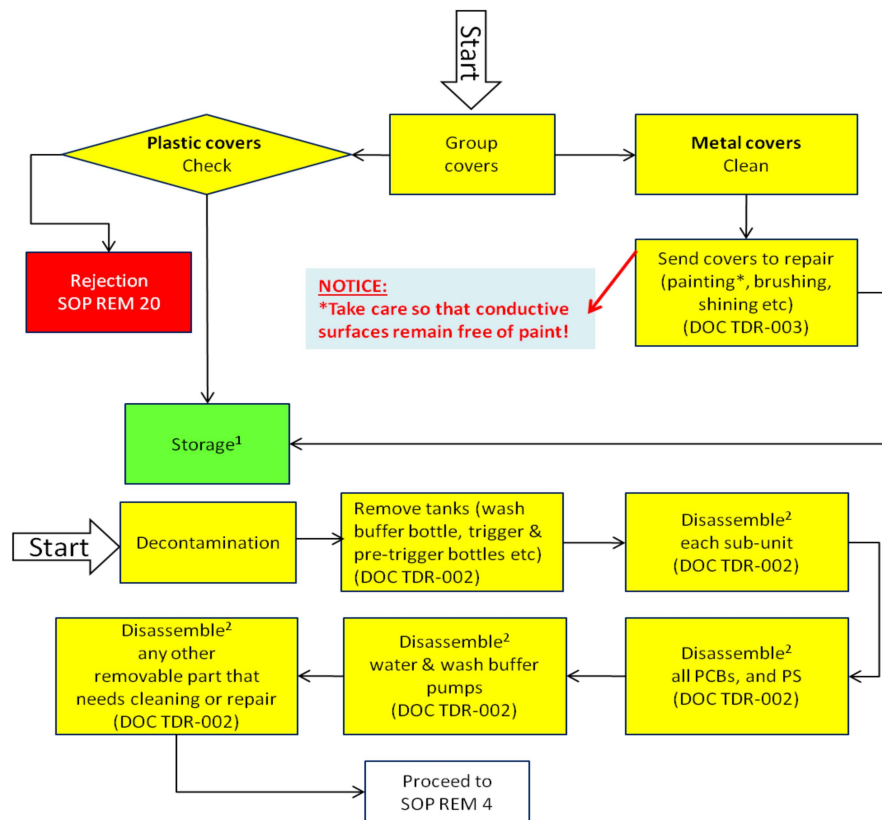 Start
Plastic covers
Check
Group
covers
Metal covers
Clean
Rejection
SOP REM 20
NOTICE:
*Take care so that conductive
surfaces remain free of paint!
Send covers to repair
(painting*, brushing,
shining etc)
(DOC TDR-003)
Storage¹
Start
Decontamination
Remove tanks (wash
buffer bottle, trigger &
pre-trigger bottles etc)
(DOC TDR-002)
Disassemble²
each sub-unit
(DOC TDR-002)
Disassemble²
any other
removable part that
needs cleaning or repair
(DOC TDR-002)
Disassemble²
water & wash buffer
pumps
(DOC TDR-002)
Disassemble²
all PCBs, and PS
(DOC TDR-002)
Proceed to
SOP REM 4